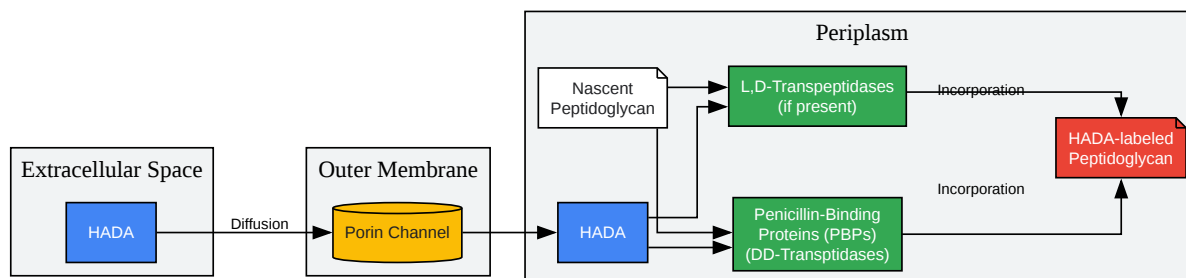 Extracellular Space
HADA
Diffusion
Outer Membrane
Porin Channel
Periplasm
Nascent
Peptidoglycan
HADA
L,D-Transpeptidases
(if present)
Penicillin-Binding
Proteins (PBPs)
(DD-Transptidases)
Incorporation
Incorporation
HADA-labeled
Peptidoglycan